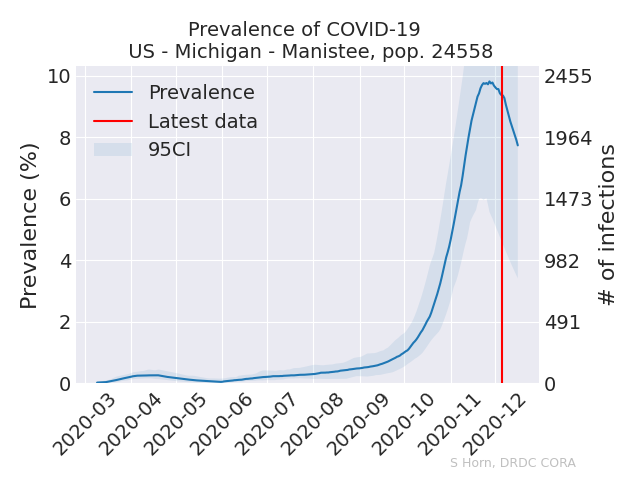 Prevalence of COVID-19
US - Michigan - Manistee, pop. 24558
Prevalence (%)
10
8
6
4
2
0
Prevalence
Latest data
95CI
2455
1964
1473
982
491
0
# of infections
2020-03
2020-04
2020-05
2020-06
2020-07
2020-08
2020-09
2020-10
2020-11
2020-12
S Horn, DRDC CORA